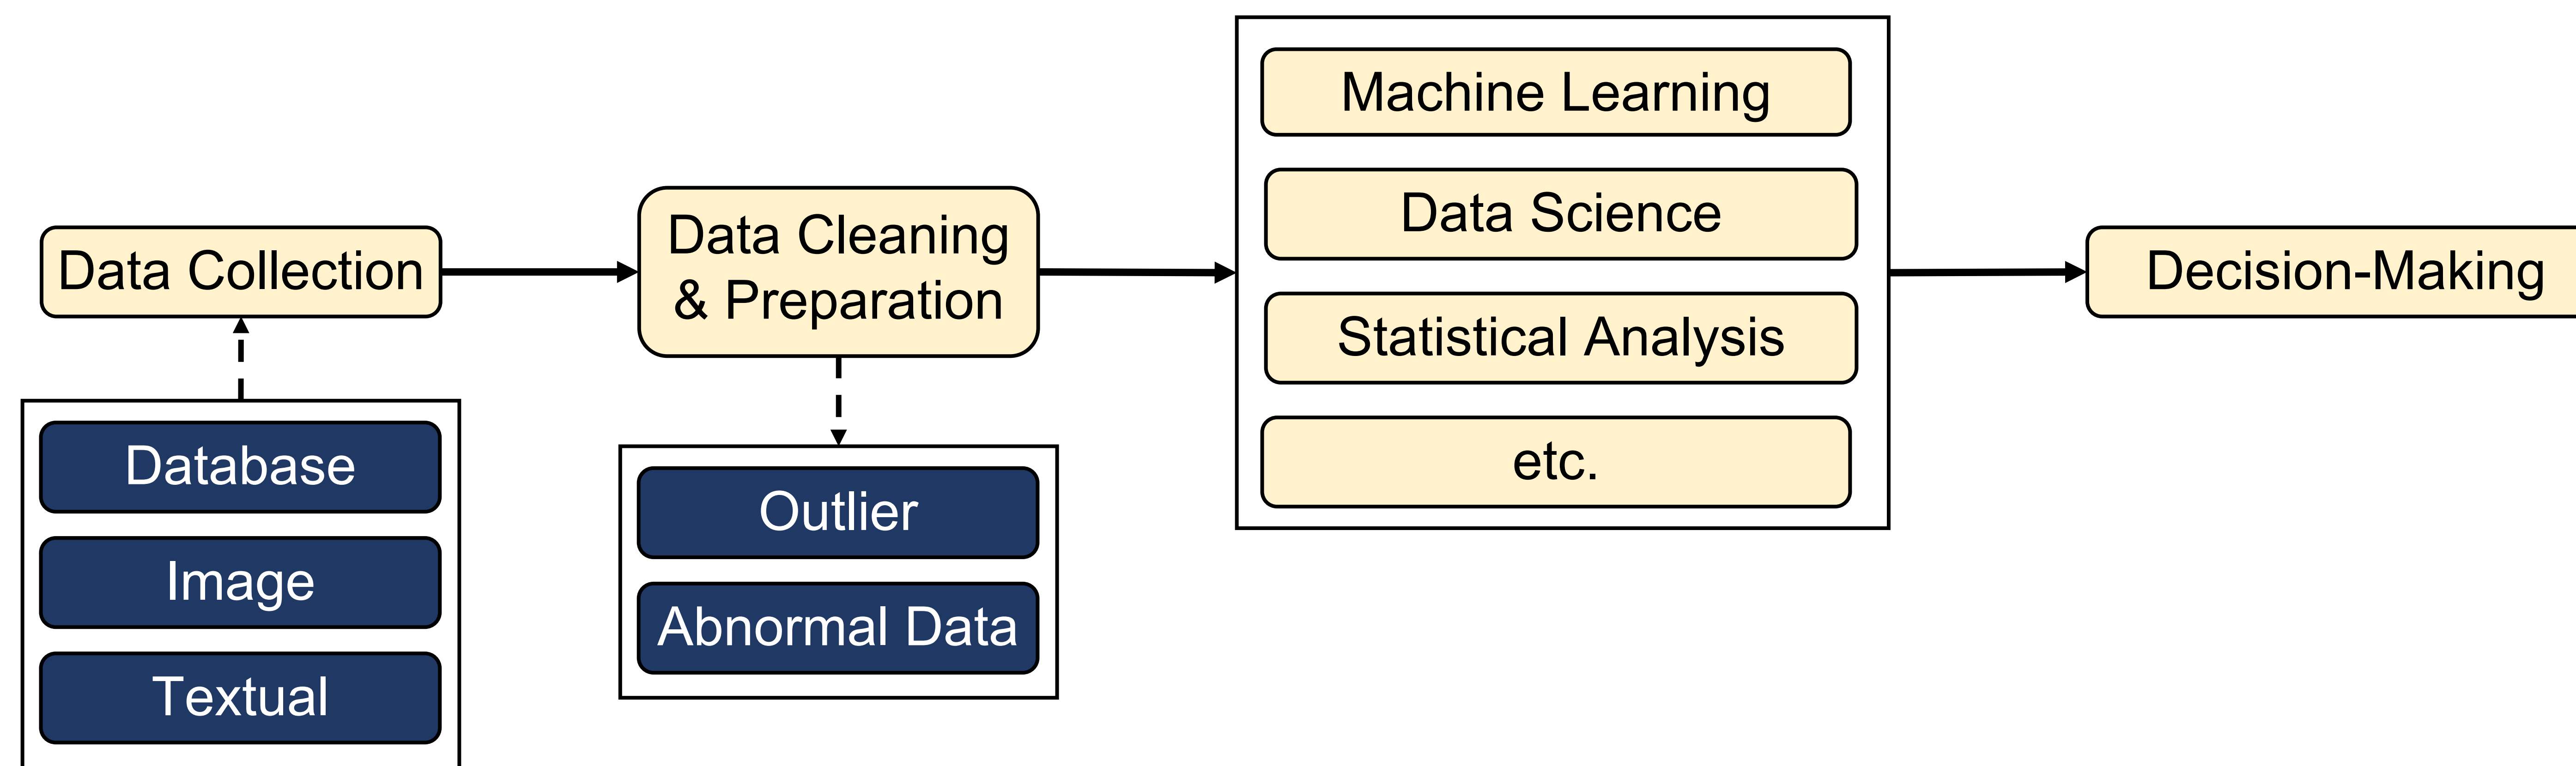 Data Collection
Database
Image
Textual
Data Cleaning
& Preparation
Outlier
Abnormal Data
Machine Learning
Data Science
Statistical Analysis
etc.
Decision-Making